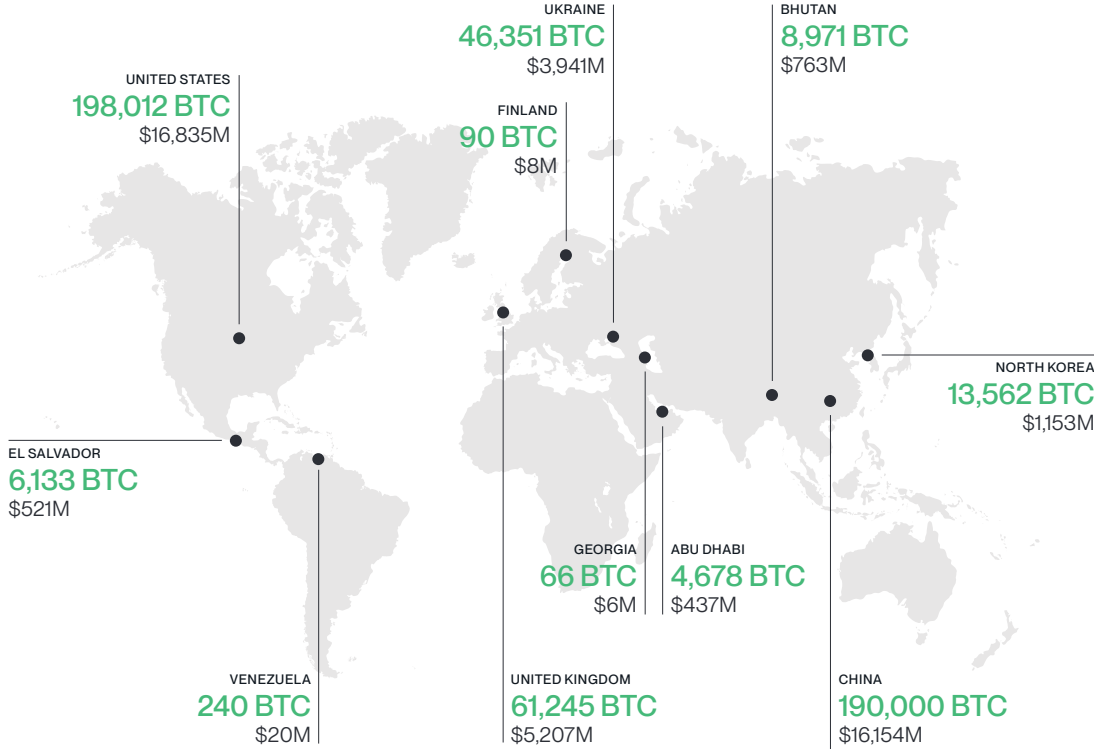 UKRAINE
46,351 BTC
$3,941M
BHUTAN
8,971 BTC
$763M
UNITED STATES
198,012 BTC
$16,835M
FINLAND
90 BTC
$8M
NORTH KOREA
13,562 BTC
$1,153M
EL SALVADOR
6,133 BTC
$521M
GEORGIA
66 BTC
$6M
ABU DHABI
4,678 BTC
$437M
VENEZUELA
240 BTC
$20M
UNITED KINGDOM
61,245 BTC
$5,207M
CHINA
190,000 BTC
$16,154M